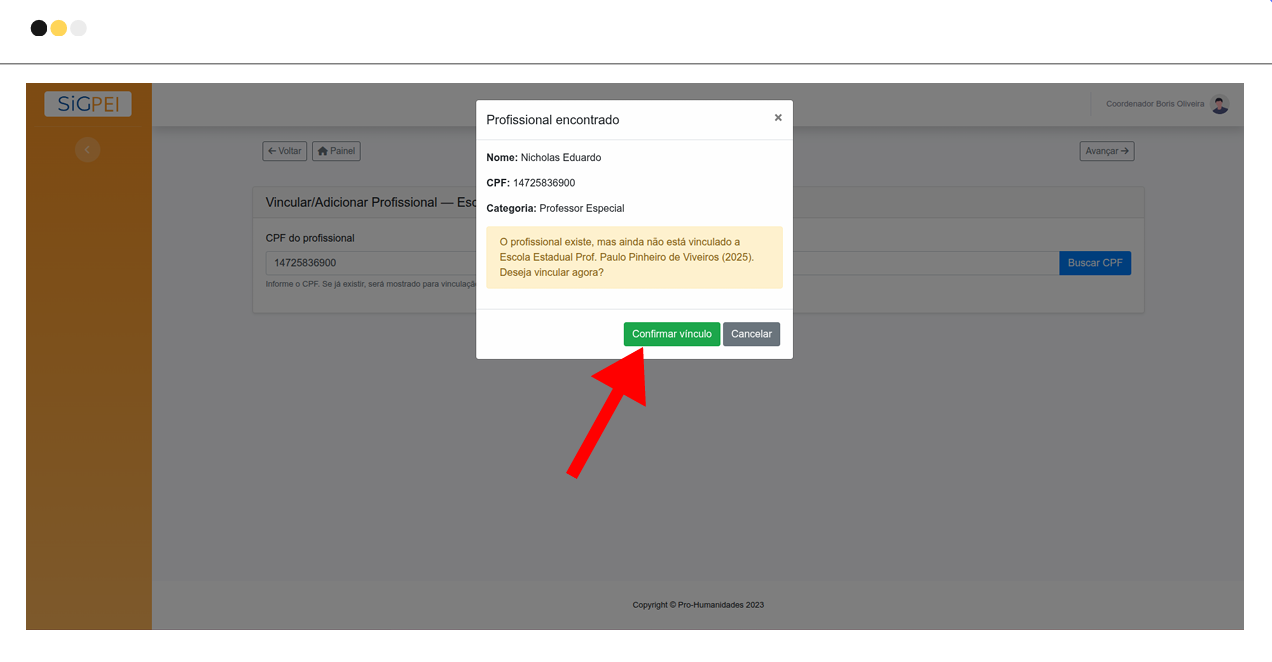 SiGPEI
Coordenador Boris Oliveira
Voltar
Painel
Avançar
Vincular/Adicionar Profissional — Esc
CPF do profissional
14725836900
Buscar CPF
Informe o CPF. Se já existir, será mostrado para vinculaçã
Profissional encontrado
×
Nome: Nicholas Eduardo
CPF: 14725836900
Categoria: Professor Especial
O profissional existe, mas ainda não está vinculado a
Escola Estadual Prof. Paulo Pinheiro de Viveiros (2025).
Deseja vincular agora?
Confirmar vínculo
Cancelar
Copyright © Pro-Humanidades 2023